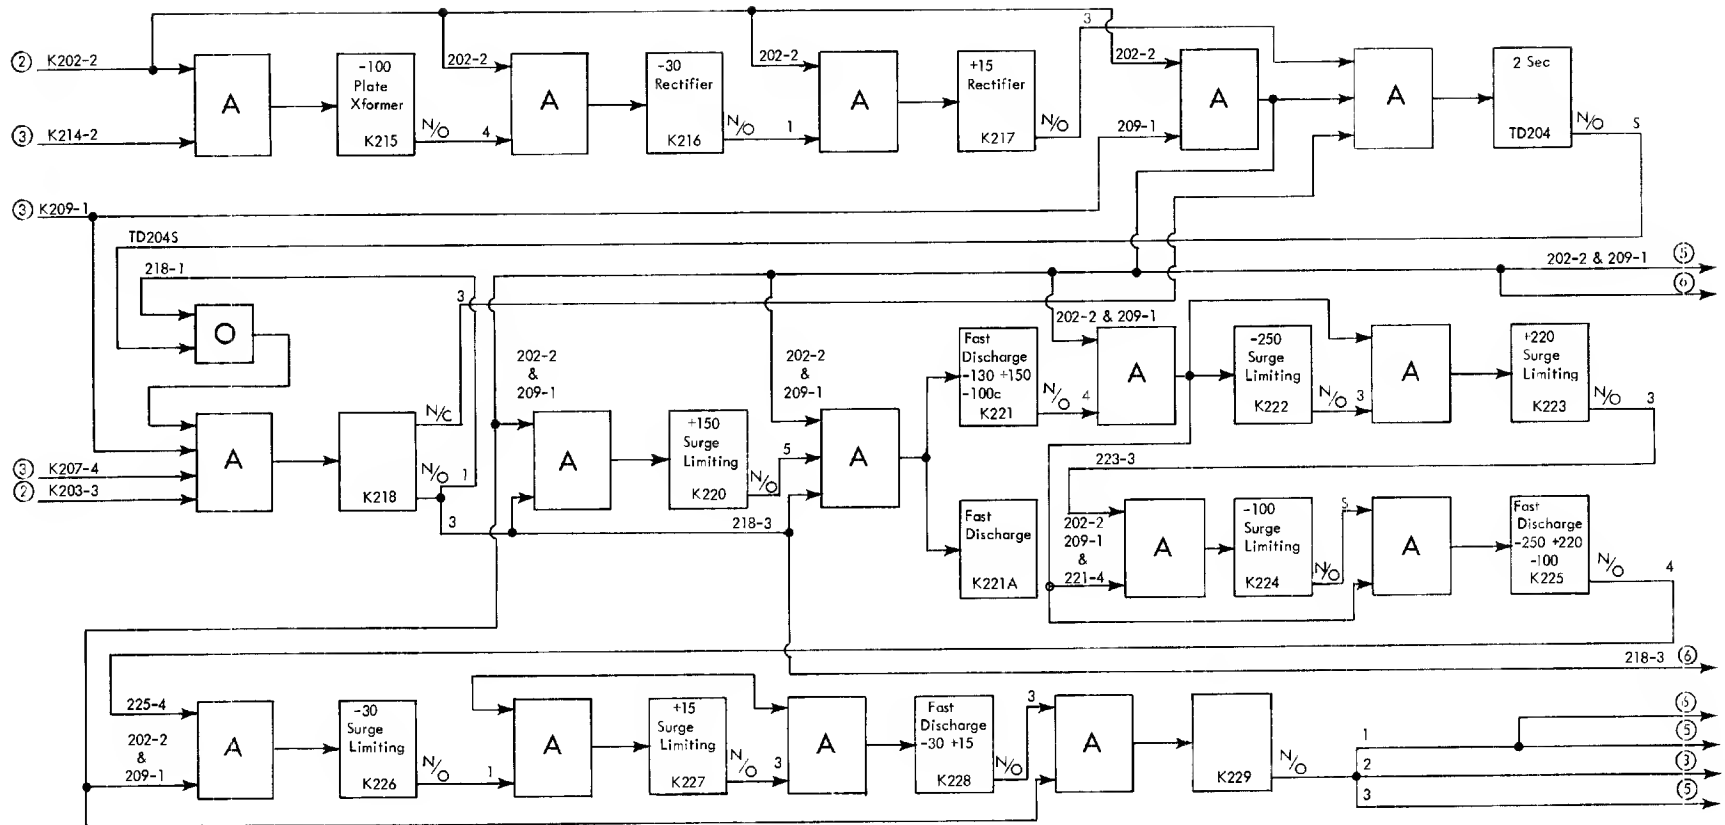 ② K202-2
③ K214-2
A
-100
Plate
Xformer
K215
N/O
4
202-2
A
-30
Rectifier
K216
N/O
1
202-2
A
+15
Rectifier
K217
N/O
3
202-2
209-1
A
A
2 Sec
TD204
N/O
S
③ K209-1
TD204S
218-1
O
3
202-2 & 209-1 ⑤
⑥
③ K207-4
② K203-3
A
K218
N/C
N/O
1
3
202-2
&
209-1
A
+150
Surge
Limiting
K220
N/O
5
202-2
&
209-1
218-3
A
Fast
Discharge
-130 +150
-100c
K221
N/O
4
Fast
Discharge
K221A
202-2 & 209-1
A
-250
Surge
Limiting
K222
N/O
3
A
+220
Surge
Limiting
K223
N/O
3
223-3
202-2
209-1
&
221-4
A
-100
Surge
Limiting
K224
N/O
S
A
Fast
Discharge
-250 +220
-100
K225
N/O
4
218-3 ⑥
225-4
202-2
&
209-1
A
-30
Surge
Limiting
K226
N/O
1
A
+15
Surge
Limiting
K227
N/O
3
A
Fast
Discharge
-30 +15
K228
N/O
3
A
K229
N/O
1
2
3
⑤
③
⑤